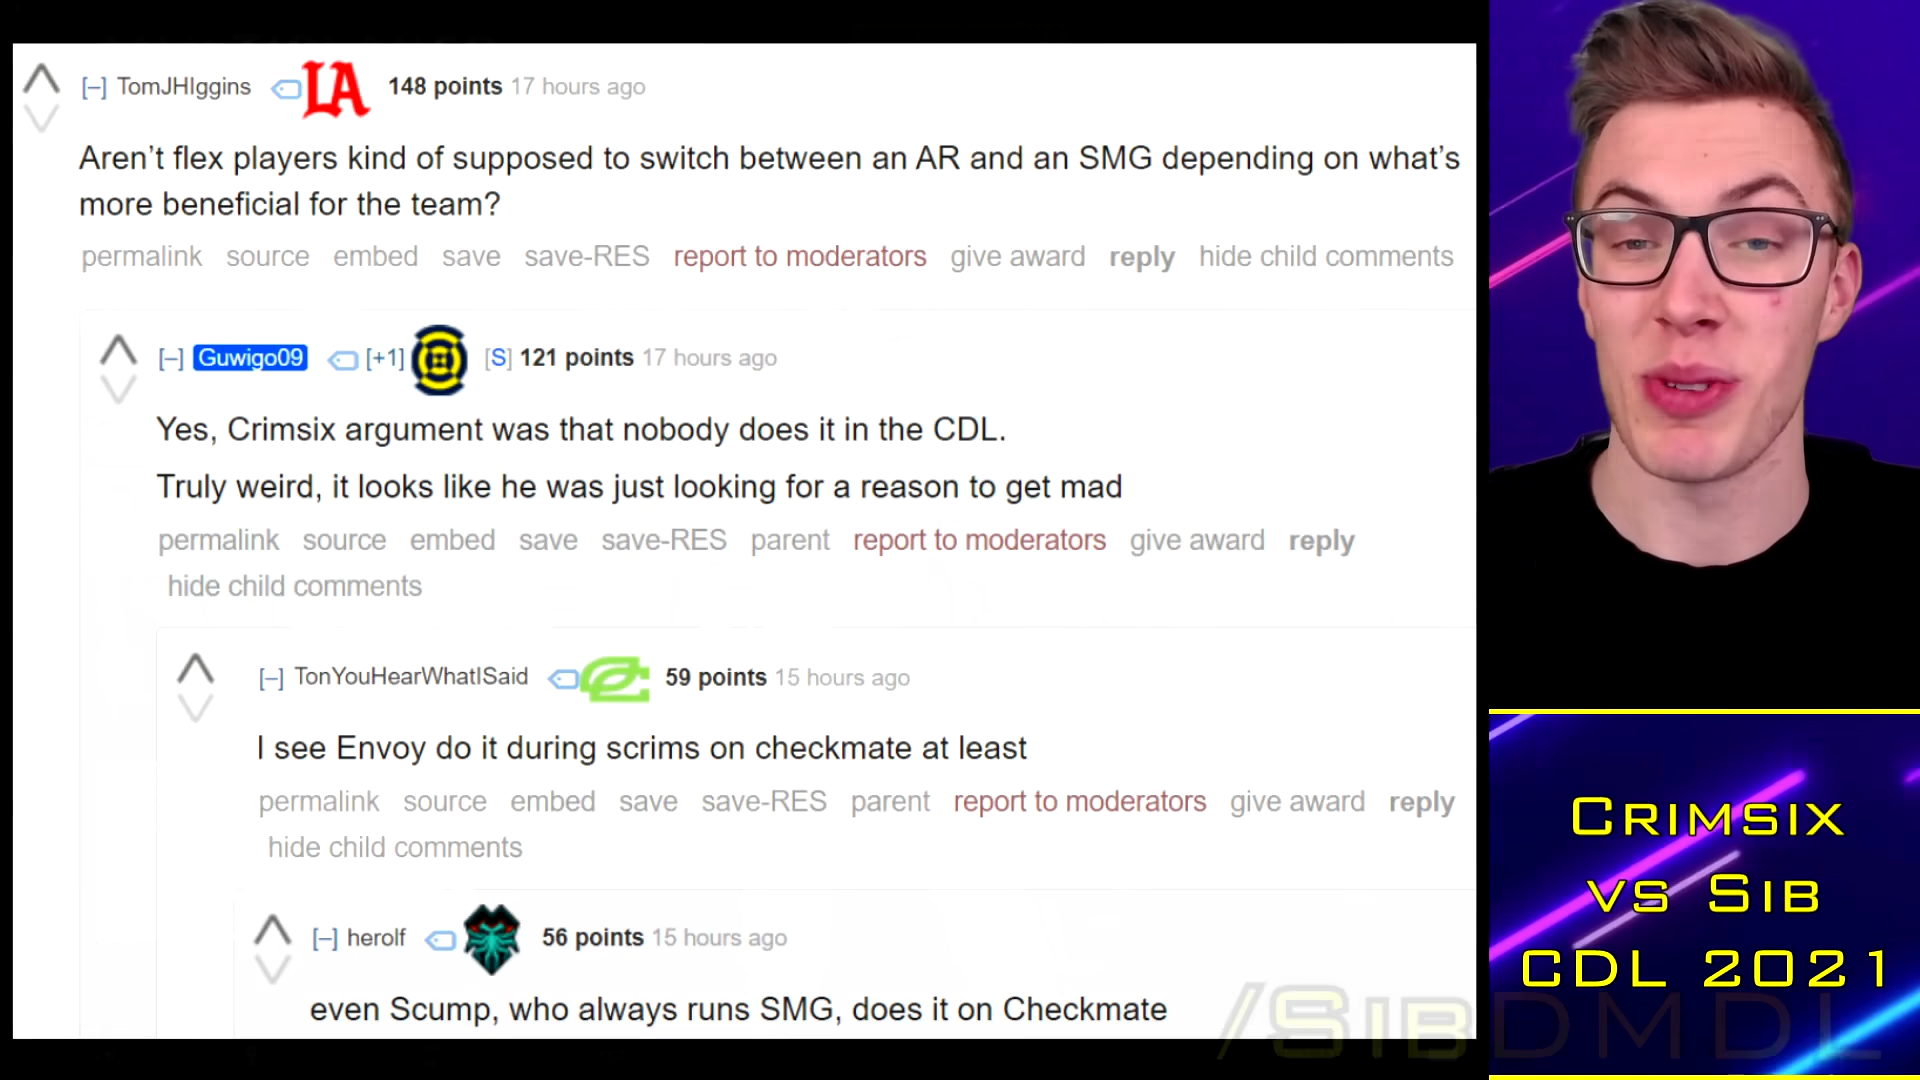 [–] TomJHIggins LA 148 points 17 hours ago
Aren’t flex players kind of supposed to switch between an AR and an SMG depending on what’s
more beneficial for the team?
permalink source embed save save-RES report to moderators give award reply hide child comments
[–] Guwigo09 [+1] [S] 121 points 17 hours ago
Yes, Crimsix argument was that nobody does it in the CDL.
Truly weird, it looks like he was just looking for a reason to get mad
permalink source embed save save-RES parent report to moderators give award reply
hide child comments
[–] TonYouHearWhatISaid 59 points 15 hours ago
I see Envoy do it during scrims on checkmate at least
permalink source embed save save-RES parent report to moderators give award reply
hide child comments
[–] herolf 56 points 15 hours ago
even Scump, who always runs SMG, does it on Checkmate
Crimsix
vs Sib
CDL 2021
/SibDMDL